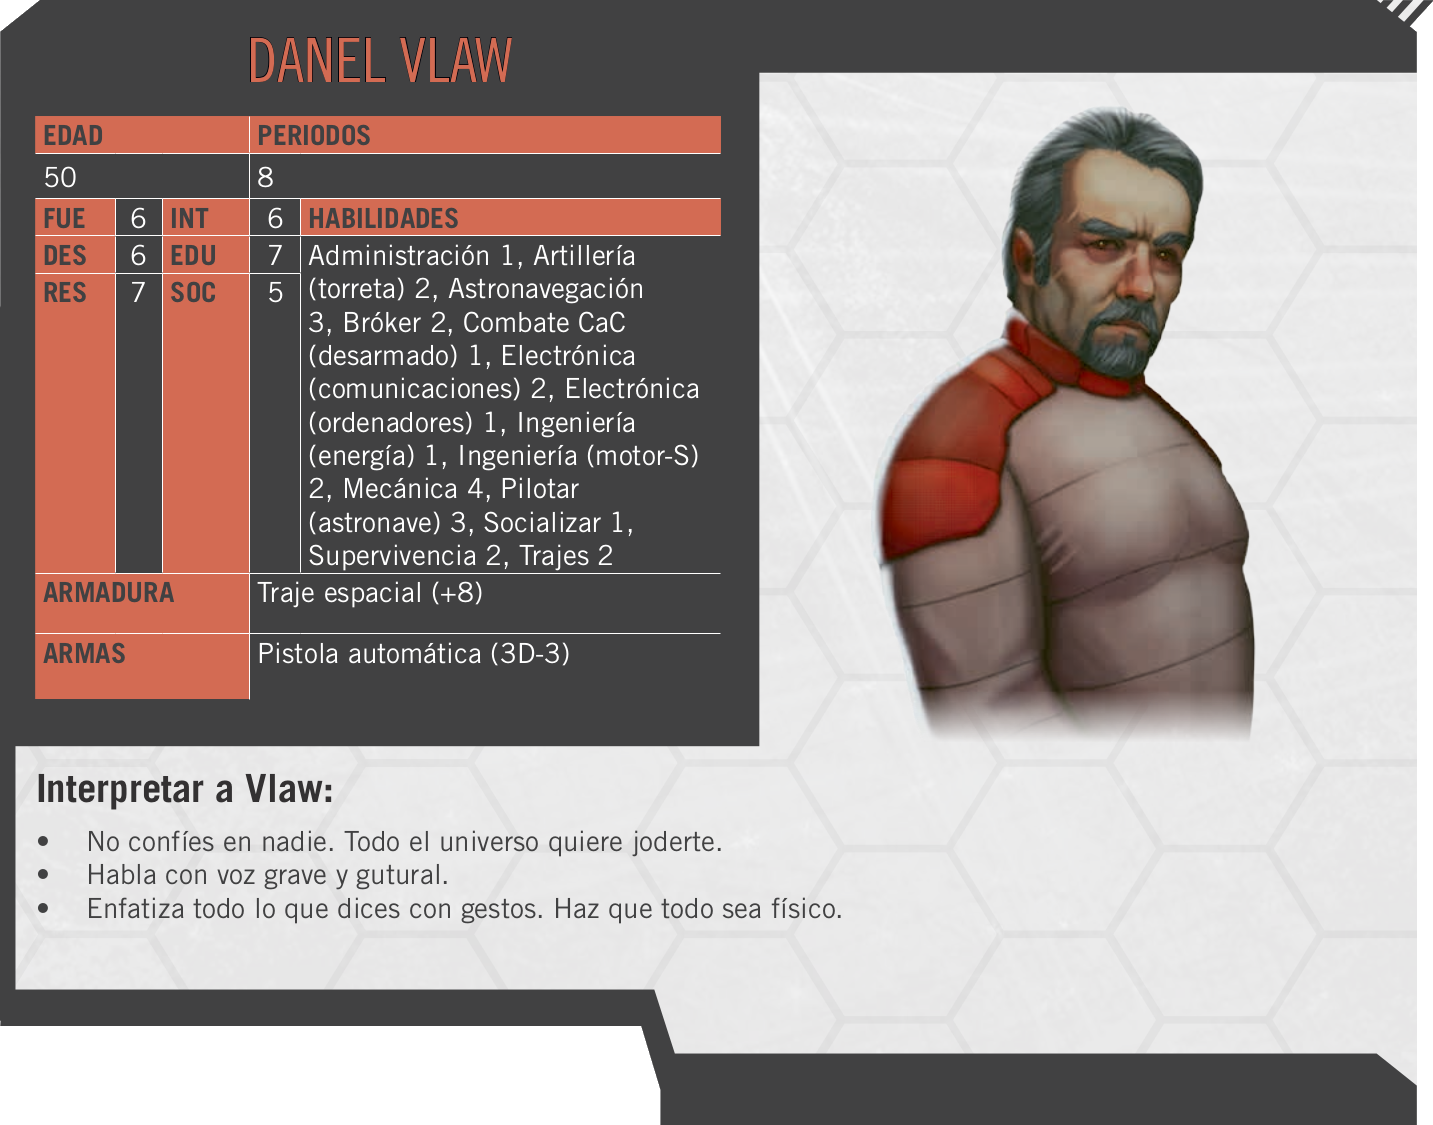 DANEL VLAW
EDAD PERIODOS
50 8
FUE 6 INT 6 HABILIDADES
DES 6 EDU 7 Administración 1, Artillería
(torreta) 2, Astronavegación
RES 7 SOC 5
3, Bróker 2, Combate CaC
(desarmado) 1, Electrónica
(comunicaciones) 2, Electrónica
(ordenadores) 1, Ingeniería
(energía) 1, Ingeniería (motor-S)
2, Mecánica 4, Pilotar
(astronave) 3, Socializar 1,
Supervivencia 2, Trajes 2
ARMADURA Traje espacial (+8)
ARMAS Pistola automática (3D-3)
Interpretar a Vlaw:
• No confíes en nadie. Todo el universo quiere joderte.
• Habla con voz grave y gutural.
• Enfatiza todo lo que dices con gestos. Haz que todo sea físico.